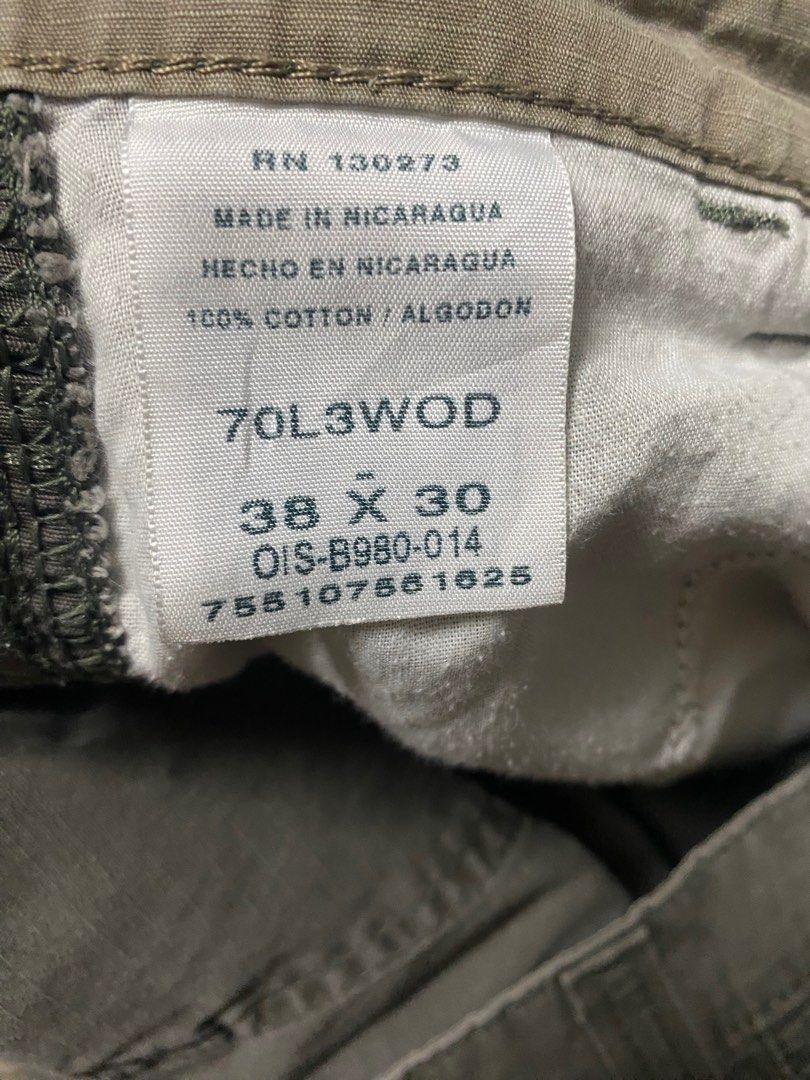 RN 130273
MADE IN NICARAGUA
HECHO EN NICARAGUA
100% COTTON / ALGODON
70L3WOD
38 X 30
OIS-B980-014
755107561625